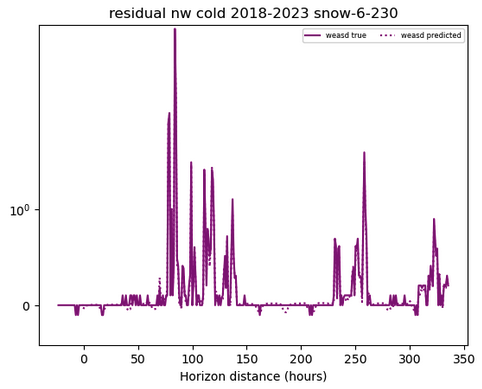 residual nw cold 2018-2023 snow-6-230
weasd true weasd predicted
10⁰
0
0 50 100 150 200 250 300 350
Horizon distance (hours)